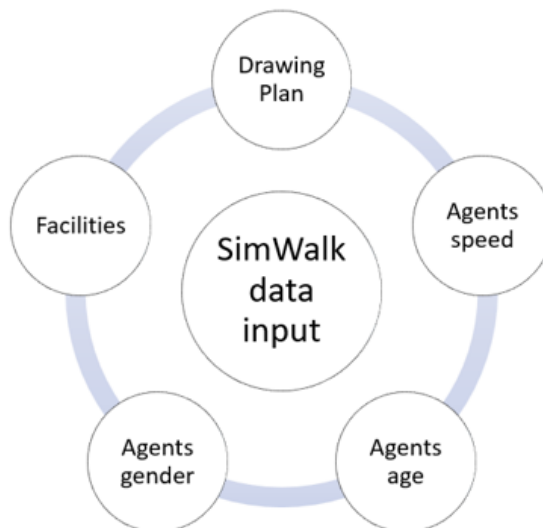 Drawing
Plan
Agents
speed
Facilities
SimWalk
data
input
Agents
gender
Agents
age